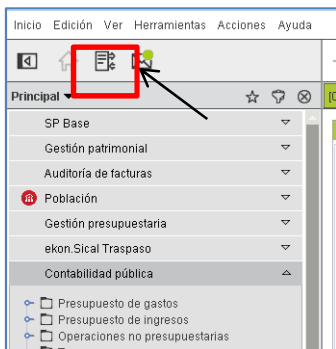 Inicio Edición Ver Herramientas Acciones Ayuda
Principal
SP Base
Gestión patrimonial
Auditoría de facturas
Población
Gestión presupuestaria
ekon.Sical Traspaso
Contabilidad pública
Presupuesto de gastos
Presupuesto de ingresos
Operaciones no presupuestarias